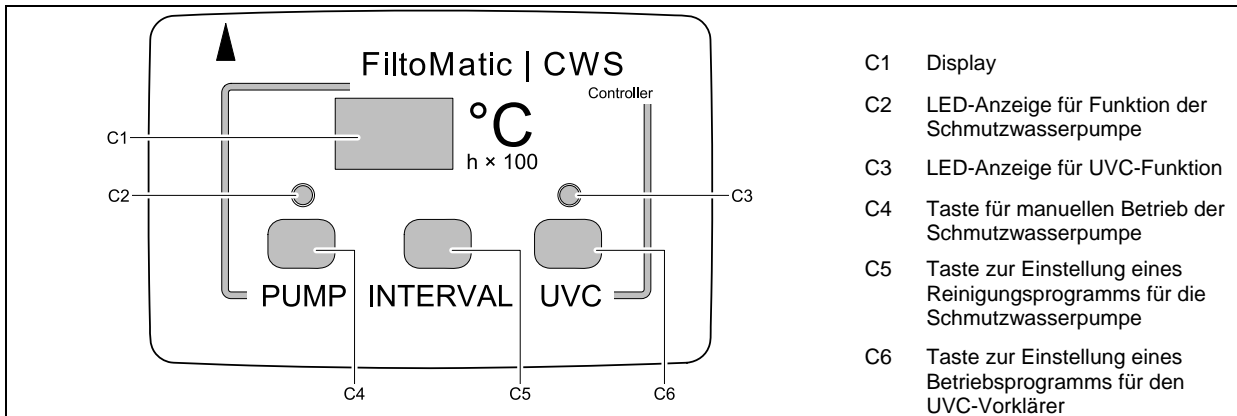 FiltoMatic | CWS
Controller
°C
h × 100
C1
C2
C3
PUMP INTERVAL UVC
C4 C5 C6
C1 Display
C2 LED-Anzeige für Funktion der
Schmutzwasserpumpe
C3 LED-Anzeige für UVC-Funktion
C4 Taste für manuellen Betrieb der
Schmutzwasserpumpe
C5 Taste zur Einstellung eines
Reinigungsprogramms für die
Schmutzwasserpumpe
C6 Taste zur Einstellung eines
Betriebsprogramms für den
UVC-Vorklärer